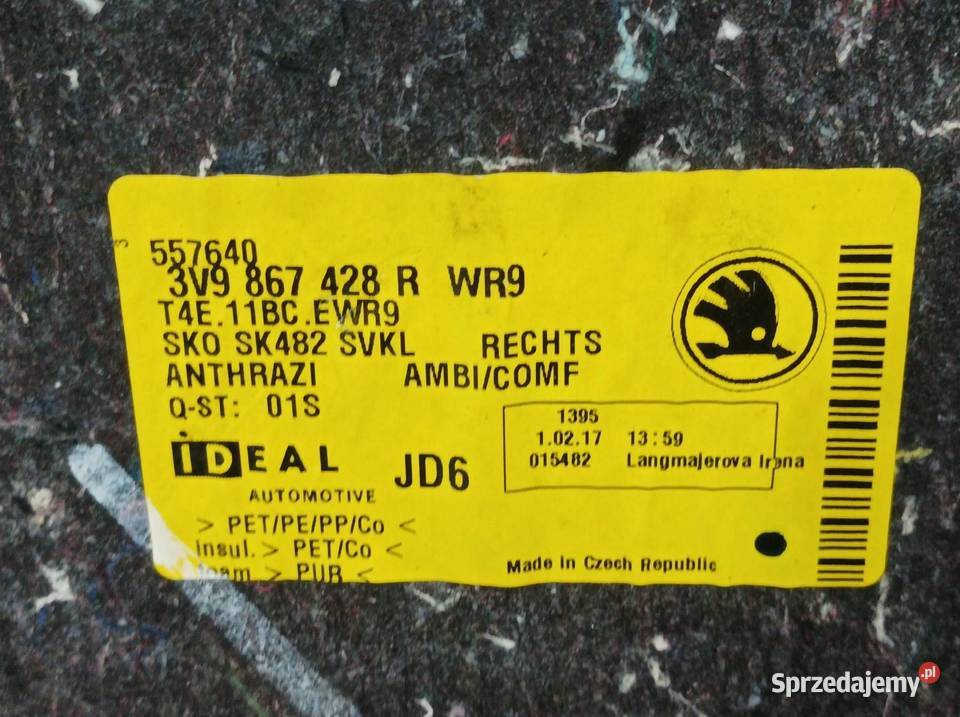 557640
3V9 867 428 R WR9
T4E.11BC.EWR9
SKO SK482 SVKL RECHTS
ANTHRAZI AMBI/COMF
Q-ST: 01S
1395
1.02.17 13:59
015482 Langmajerova Irena
IDEAL
AUTOMOTIVE
JD6
> PET/PE/PP/Co <
insul. > PET/Co <
> PUR <
Made in Czech Republic
Sprzedajemy.pl